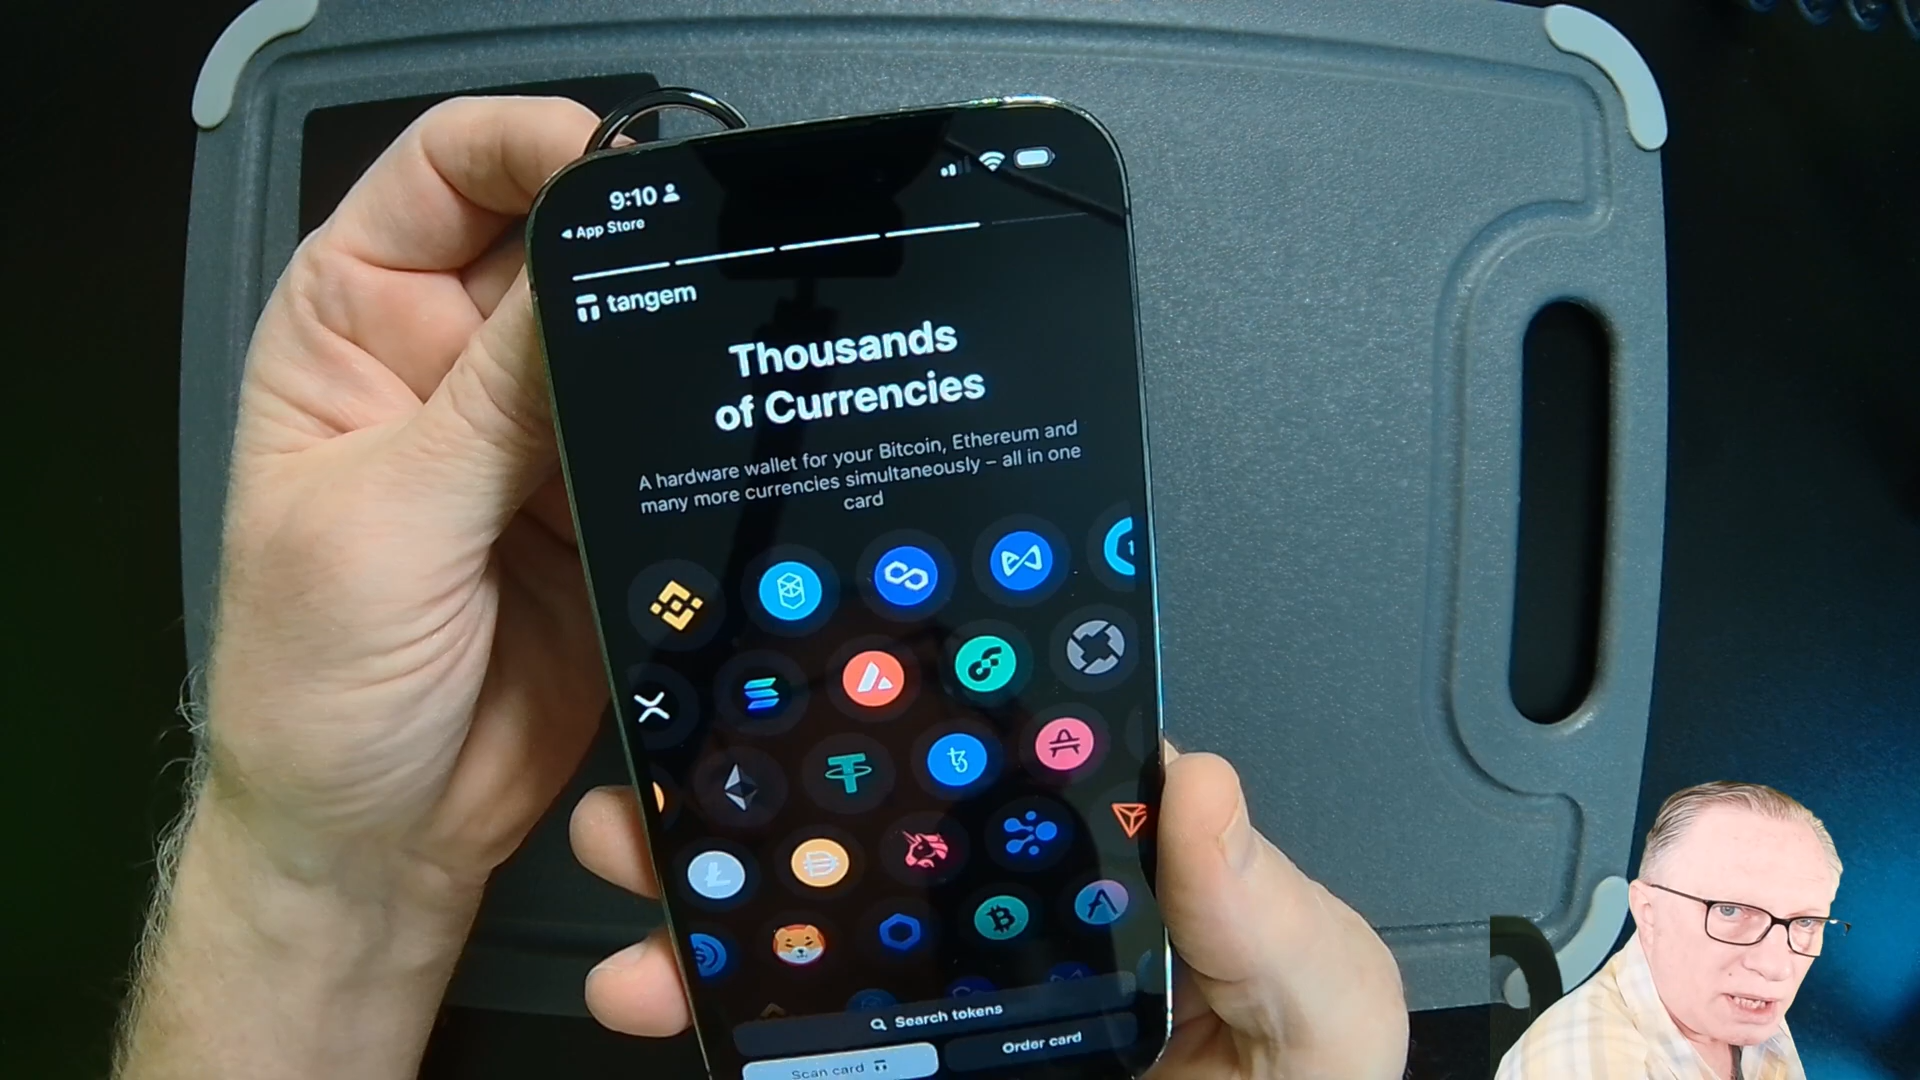 9:10
App Store
tangem
Thousands
of Currencies
A hardware wallet for your Bitcoin, Ethereum and
many more currencies simultaneously – all in one
card
Search tokens
Scan card
Order card